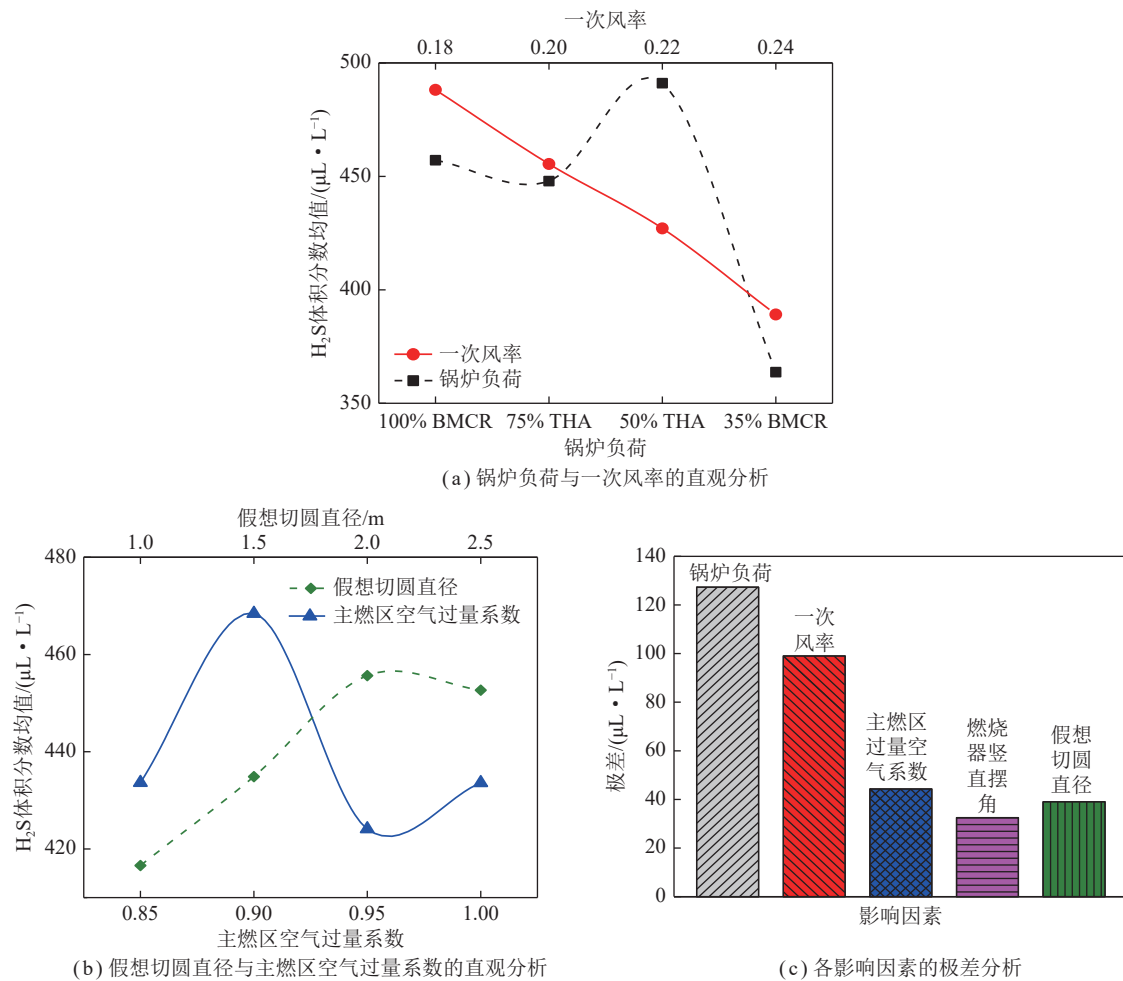 一次风率
0.18 0.20 0.22 0.24
500
450
400
350
H₂S体积分数均值/(μL·L⁻¹)
一次风率
锅炉负荷
100% BMCR 75% THA 50% THA 35% BMCR
锅炉负荷
(a) 锅炉负荷与一次风率的直观分析
假想切圆直径/m
1.0 1.5 2.0 2.5
480
460
440
420
H₂S体积分数均值/(μL·L⁻¹)
假想切圆直径
主燃区空气过量系数
0.85 0.90 0.95 1.00
主燃区空气过量系数
(b) 假想切圆直径与主燃区空气过量系数的直观分析
140
120
100
80
60
40
20
0
极差/(μL·L⁻¹)
锅炉负荷
一次
风率
主燃区
过量空
气系数
燃烧
器竖
直摆
角
假想
切圆
直径
影响因素
(c) 各影响因素的极差分析